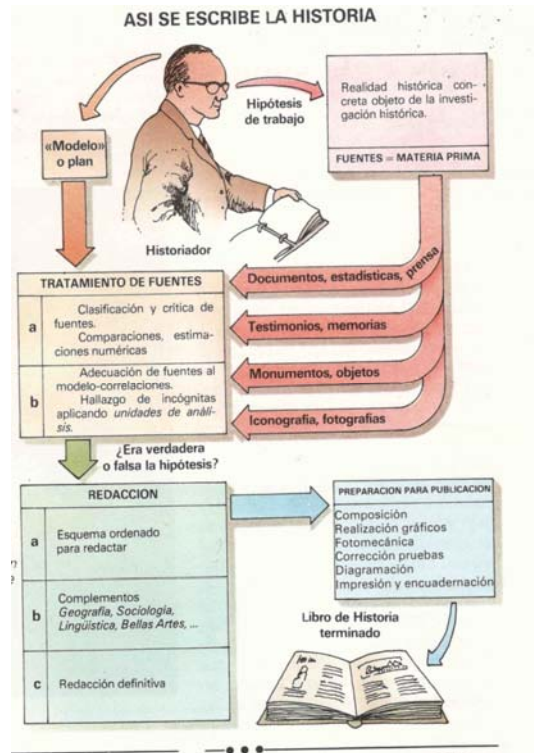 ASI SE ESCRIBE LA HISTORIA
Hipótesis
de trabajo
Realidad histórica con-
creta objeto de la investi-
gación histórica.
FUENTES = MATERIA PRIMA
«Modelo»
o plan
Historiador
TRATAMIENTO DE FUENTES
a
Clasificación y crítica de
fuentes.
Comparaciones, estima-
ciones numéricas
b
Adecuación de fuentes al
modelo-correlaciones.
Hallazgo de incógnitas
aplicando unidades de análi-
sis.
Documentos, estadísticas, prensa
Testimonios, memorias
Monumentos, objetos
Iconografía, fotografías
¿Era verdadera
o falsa la hipótesis?
REDACCION
a
Esquema ordenado
para redactar
b
Complementos
Geografía, Sociología,
Lingüística, Bellas Artes, ...
c
Redacción definitiva
PREPARACION PARA PUBLICACION
Composición
Realización gráficos
Fotomecánica
Corrección pruebas
Diagramación
Impresión y encuadernación
Libro de Historia
terminado